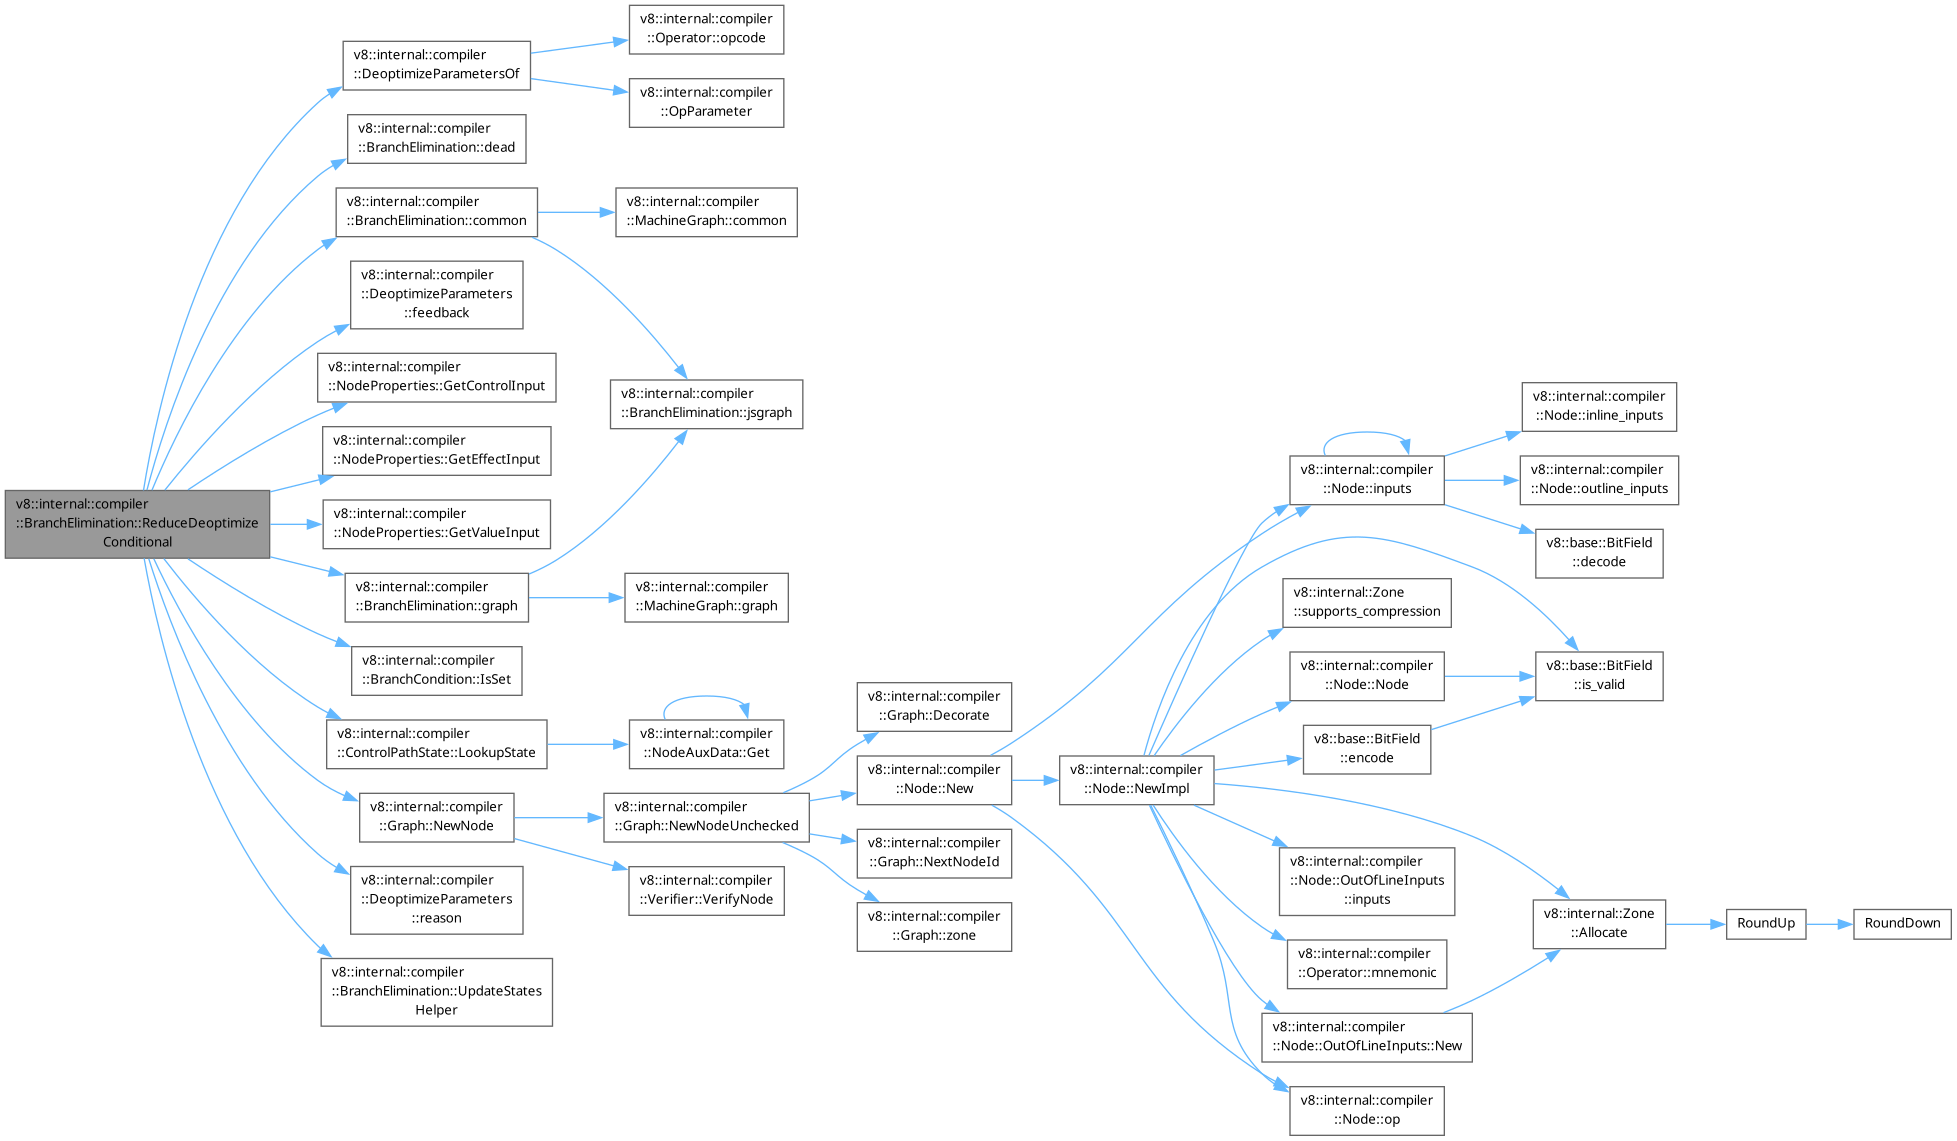 v8::internal::compiler
::BranchElimination::ReduceDeoptimize
Conditional
v8::internal::compiler
::DeoptimizeParametersOf
v8::internal::compiler
::Operator::opcode
v8::internal::compiler
::OpParameter
v8::internal::compiler
::BranchElimination::dead
v8::internal::compiler
::BranchElimination::common
v8::internal::compiler
::MachineGraph::common
v8::internal::compiler
::DeoptimizeParameters
::feedback
v8::internal::compiler
::NodeProperties::GetControlInput
v8::internal::compiler
::BranchElimination::jsgraph
v8::internal::compiler
::NodeProperties::GetEffectInput
v8::internal::compiler
::NodeProperties::GetValueInput
v8::internal::compiler
::BranchElimination::graph
v8::internal::compiler
::MachineGraph::graph
v8::internal::compiler
::BranchCondition::IsSet
v8::internal::compiler
::ControlPathState::LookupState
v8::internal::compiler
::NodeAuxData::Get
v8::internal::compiler
::Graph::NewNode
v8::internal::compiler
::Graph::NewNodeUnchecked
v8::internal::compiler
::Verifier::VerifyNode
v8::internal::compiler
::DeoptimizeParameters
::reason
v8::internal::compiler
::BranchElimination::UpdateStates
Helper
v8::internal::compiler
::Graph::Decorate
v8::internal::compiler
::Node::New
v8::internal::compiler
::Graph::NextNodeId
v8::internal::compiler
::Graph::zone
v8::internal::compiler
::Node::NewImpl
v8::internal::compiler
::Node::inputs
v8::internal::compiler
::Node::inline_inputs
v8::internal::compiler
::Node::outline_inputs
v8::base::BitField
::decode
v8::internal::Zone
::supports_compression
v8::internal::compiler
::Node::Node
v8::base::BitField
::is_valid
v8::base::BitField
::encode
v8::internal::compiler
::Node::OutOfLineInputs
::inputs
v8::internal::compiler
::Operator::mnemonic
v8::internal::compiler
::Node::OutOfLineInputs::New
v8::internal::compiler
::Node::op
v8::internal::Zone
::Allocate
RoundUp
RoundDown